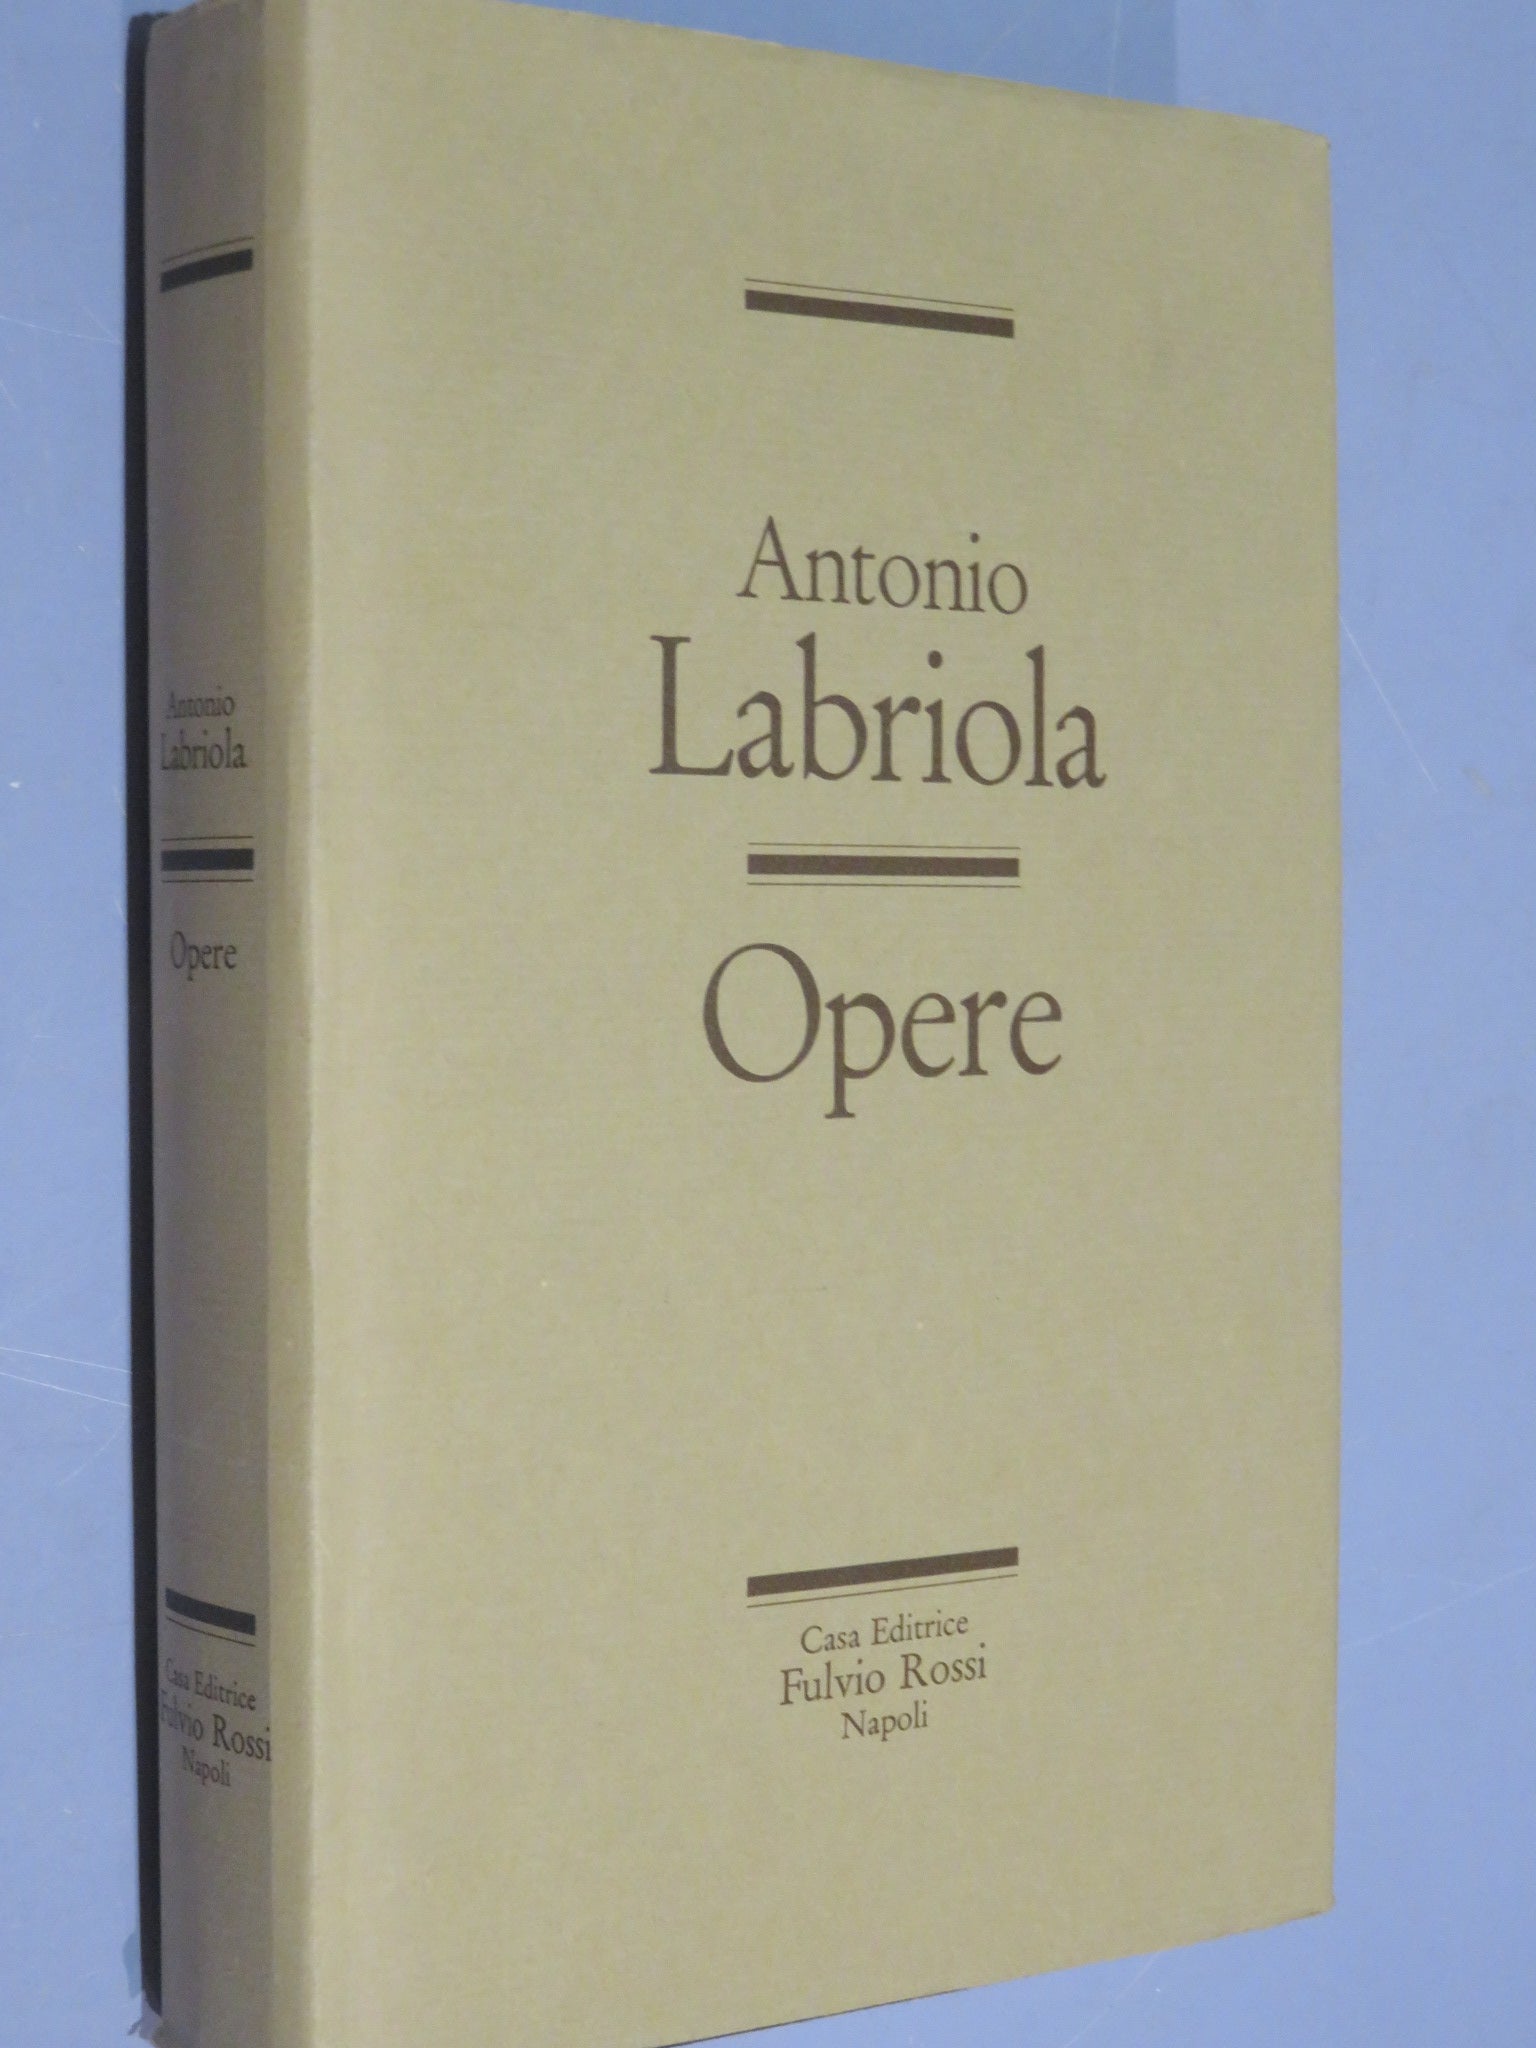 Antonio
Labriola
Opere
Casa Editrice
Fulvio Rossi
Napoli
Antonio
Labriola
Opere
Casa Editrice
Fulvio Rossi
Napoli